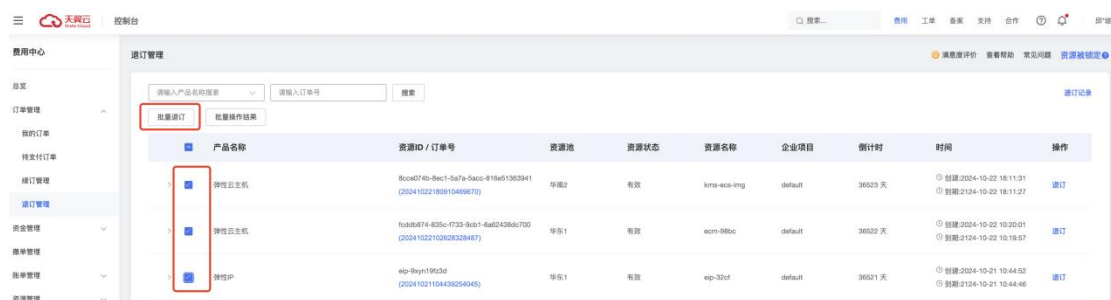 天翼云
State Cloud
控制台
搜索...
费用 工单 备案 支持 合作
费用中心
退订管理
满意度评价 查看帮助 常见问题 资源被锁定
总览
请输入产品名称搜索 请输入订单号 搜索 退订记录
订单管理
批量退订 批量操作结果
我的订单
待支付订单
续订管理
退订管理
资金管理
撤单管理
账单管理
资源管理
产品名称 资源ID / 订单号 资源池 资源状态 资源名称 企业项目 倒计时 时间 操作
弹性云主机 8cce074b-8ec1-5a7a-5acc-816e51363941 华南2 有效 kms-ecs-img default 36523 天 创建:2024-10-22 18:11:31 退订
(20241022180910469670) 到期:2124-10-22 18:11:27
弹性云主机 fcddb874-835c-f733-9cb1-6a62438dc700 华东1 有效 ecm-98bc default 36522 天 创建:2024-10-22 10:20:01 退订
(20241022102628328487) 到期:2124-10-22 10:19:57
弹性IP eip-9xyn19fz3d 华东1 有效 eip-32cf default 36521 天 创建:2024-10-21 10:44:52 退订
(20241021104439254045) 到期:2124-10-21 10:44:46